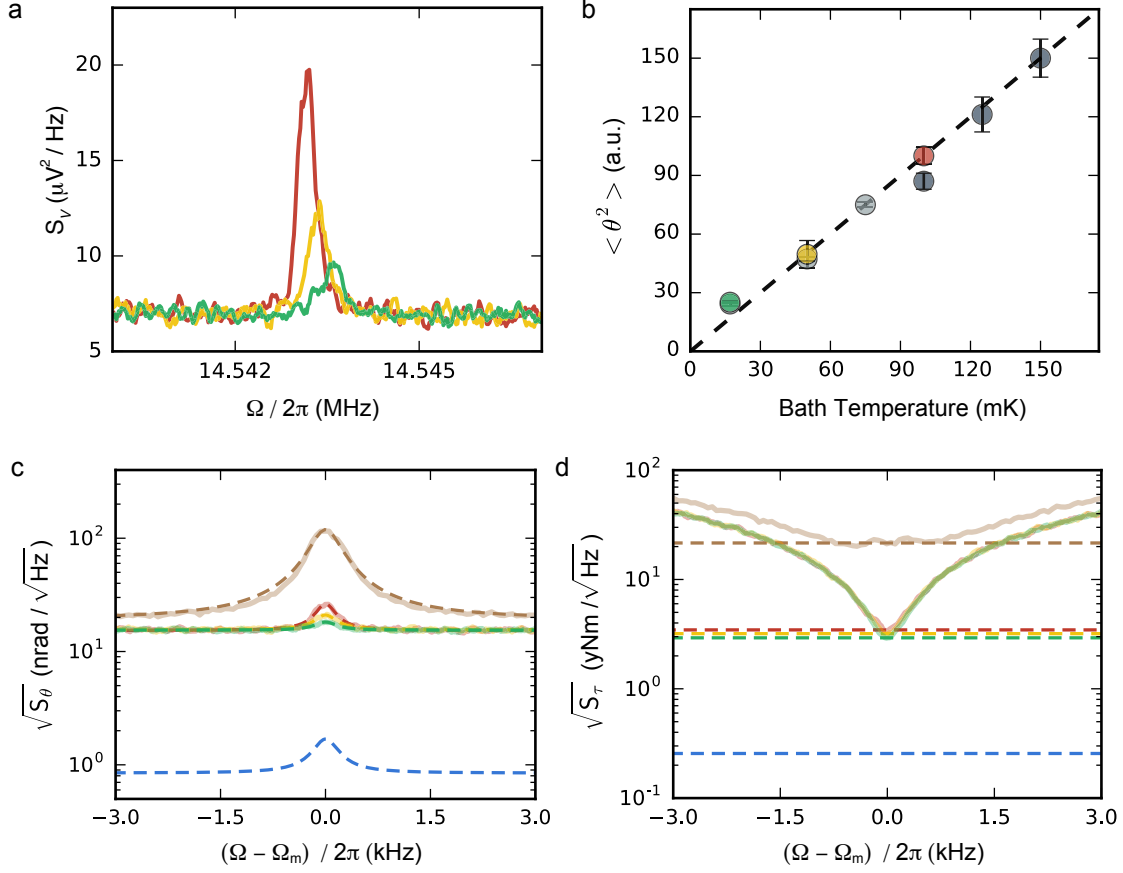 a
S_V (μV² / Hz)
20
15
10
5
14.542
14.545
Ω / 2π (MHz)
b
< θ² > (a.u.)
150
120
90
60
30
0
0
30
60
90
120
150
Bath Temperature (mK)
c
√S_θ (nrad / √Hz)
10²
10¹
10⁰
−3.0
−1.5
0.0
1.5
3.0
(Ω − Ω_m) / 2π (kHz)
d
√S_τ (yNm /√Hz )
10²
10¹
10⁰
10⁻¹
−3.0
−1.5
0.0
1.5
3.0
(Ω − Ω_m) / 2π (kHz)